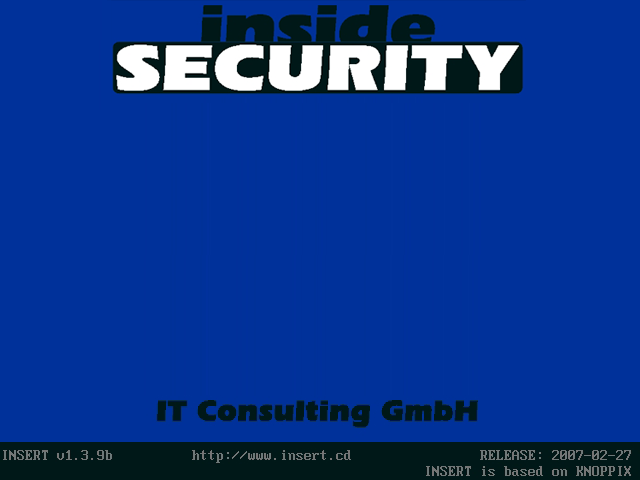 inside
SECURITY
IT Consulting GmbH
INSERT v1.3.9b http://www.insert.cd RELEASE: 2007-02-27
INSERT is based on KNOPPIX